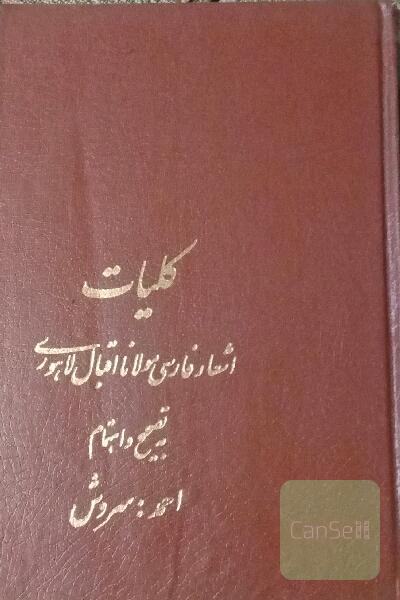 کلیات
اشعار فارسی مولانا اقبال لاهوری
به تصحیح و اهتمام
احمد : سروش
CanSell